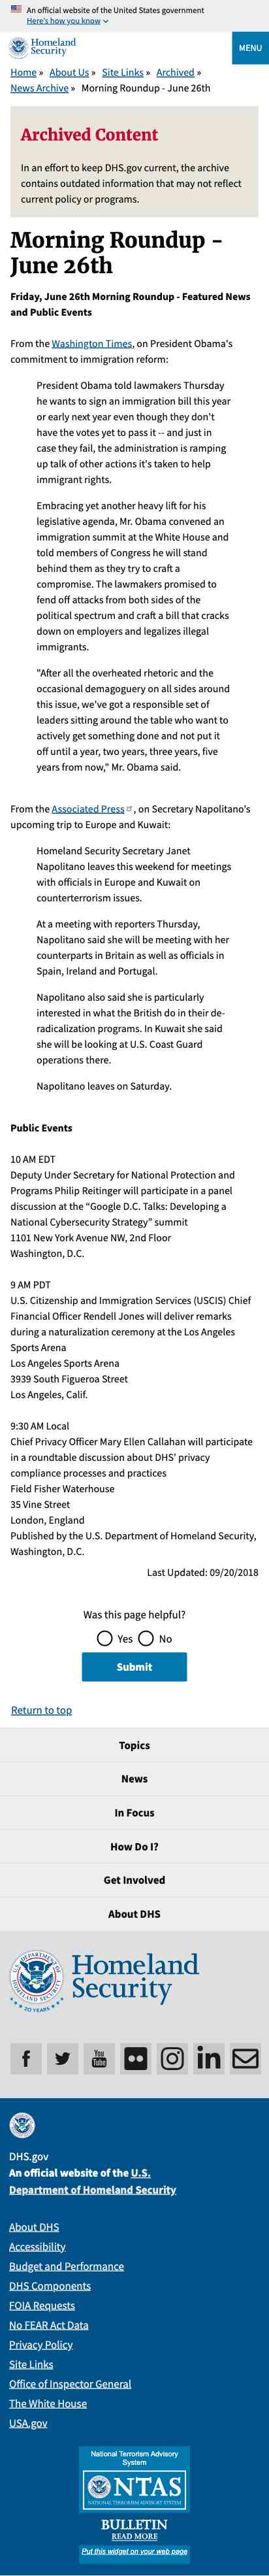 An official website of the United States government
Here's how you know
Homeland
Security
MENU
Home » About Us » Site Links » Archived »
News Archive » Morning Roundup - June 26th
Archived Content
In an effort to keep DHS.gov current, the archive
contains outdated information that may not reflect
current policy or programs.
Morning Roundup -
June 26th
Friday, June 26th Morning Roundup - Featured News
and Public Events
From the Washington Times, on President Obama's
commitment to immigration reform:
President Obama told lawmakers Thursday
he wants to sign an immigration bill this year
or early next year even though they don't
have the votes yet to pass it -- and just in
case they fail, the administration is ramping
up talk of other actions it's taken to help
immigrant rights.
Embracing yet another heavy lift for his
legislative agenda, Mr. Obama convened an
immigration summit at the White House and
told members of Congress he will stand
behind them as they try to craft a
compromise. The lawmakers promised to
fend off attacks from both sides of the
political spectrum and craft a bill that cracks
down on employers and legalizes illegal
immigrants.
"After all the overheated rhetoric and the
occasional demagoguery on all sides around
this issue, we've got a responsible set of
leaders sitting around the table who want to
actively get something done and not put it
off until a year, two years, three years, five
years from now," Mr. Obama said.
From the Associated Press, on Secretary Napolitano's
upcoming trip to Europe and Kuwait:
Homeland Security Secretary Janet
Napolitano leaves this weekend for meetings
with officials in Europe and Kuwait on
counterterrorism issues.
At a meeting with reporters Thursday,
Napolitano said she will be meeting with her
counterparts in Britain as well as officials in
Spain, Ireland and Portugal.
Napolitano also said she is particularly
interested in what the British do in their de-
radicalization programs. In Kuwait she said
she will be looking at U.S. Coast Guard
operations there.
Napolitano leaves on Saturday.
Public Events
10 AM EDT
Deputy Under Secretary for National Protection and
Programs Philip Reitinger will participate in a panel
discussion at the “Google D.C. Talks: Developing a
National Cybersecurity Strategy” summit
1101 New York Avenue NW, 2nd Floor
Washington, D.C.
9 AM PDT
U.S. Citizenship and Immigration Services (USCIS) Chief
Financial Officer Rendell Jones will deliver remarks
during a naturalization ceremony at the Los Angeles
Sports Arena
Los Angeles Sports Arena
3939 South Figueroa Street
Los Angeles, Calif.
9:30 AM Local
Chief Privacy Officer Mary Ellen Callahan will participate
in a roundtable discussion about DHS' privacy
compliance processes and practices
Field Fisher Waterhouse
35 Vine Street
London, England
Published by the U.S. Department of Homeland Security,
Washington, D.C.
Last Updated: 09/20/2018
Was this page helpful?
Yes No
Submit
Return to top
Topics
News
In Focus
How Do I?
Get Involved
About DHS
Homeland
Security
20 YEARS
You
Tube
DHS.gov
An official website of the U.S.
Department of Homeland Security
About DHS
Accessibility
Budget and Performance
DHS Components
FOIA Requests
No FEAR Act Data
Privacy Policy
Site Links
Office of Inspector General
The White House
USA.gov
National Terrorism Advisory
System
NTAS
NATIONAL TERRORISM ADVISORY SYSTEM
BULLETIN
READ MORE
Put this widget on your web page